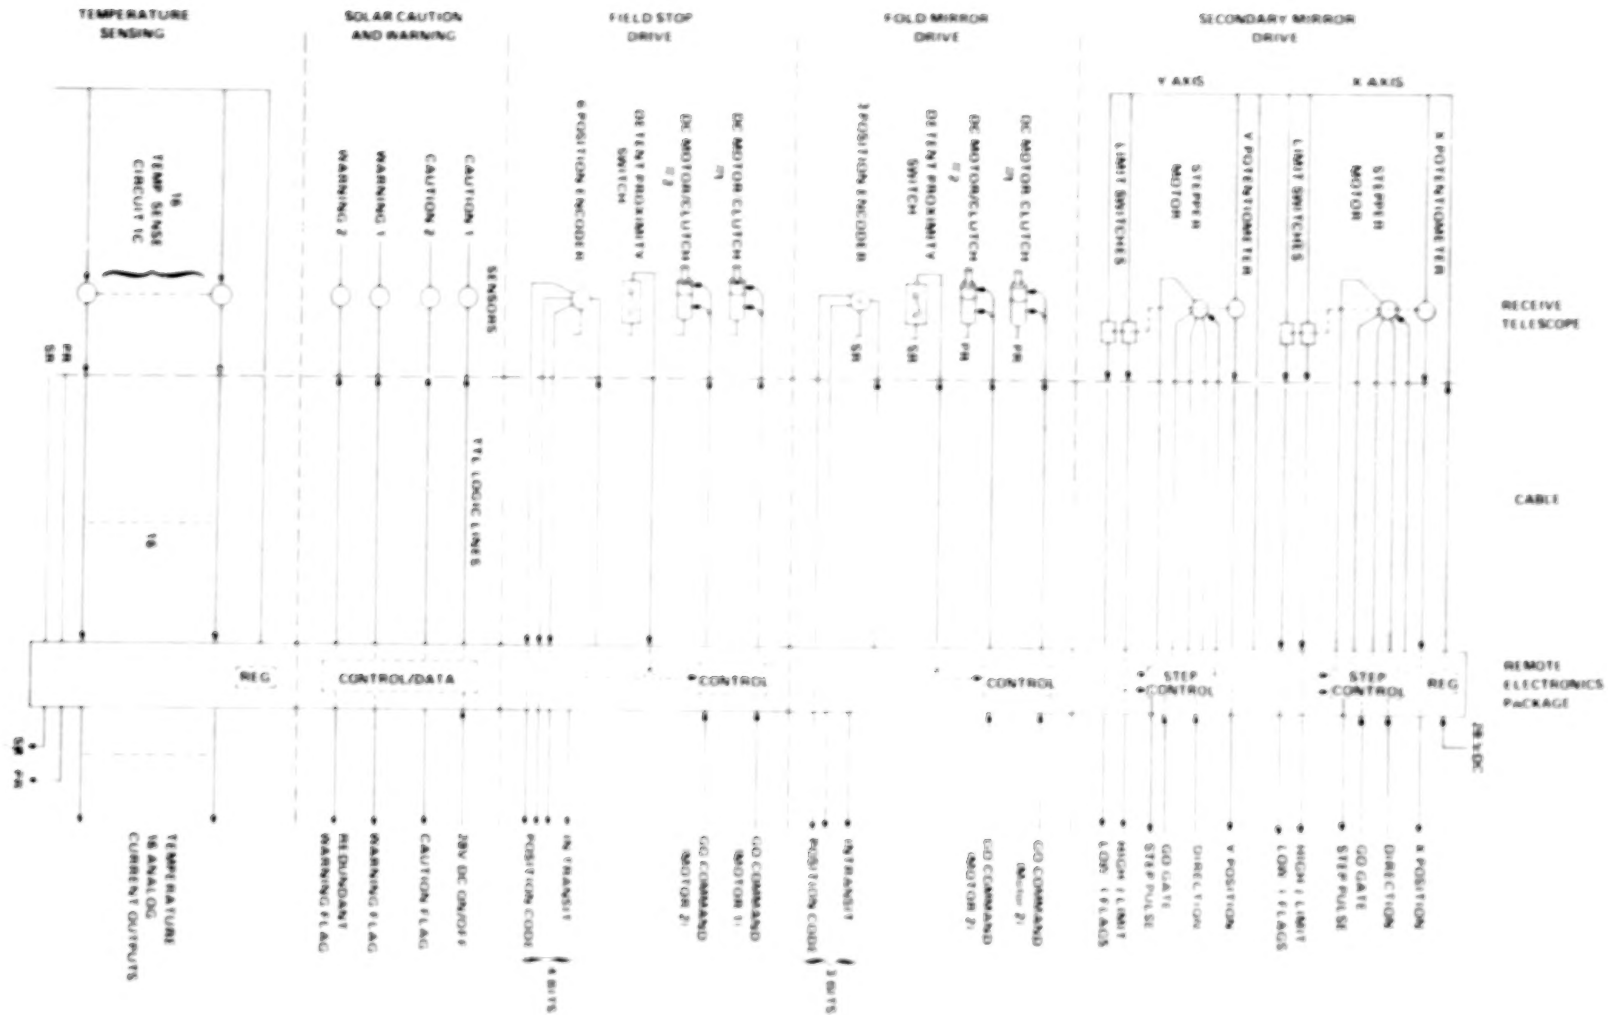 TEMPERATURE
SENSING
SOLAR CAUTION
AND WARNING
FIELD STOP
DRIVE
FOLD MIRROR
DRIVE
SECONDARY MIRROR
DRIVE
Y AXIS
X AXIS
16
TEMP SENSE
CIRCUIT IC
WARNING 2
WARNING 1
CAUTION 2
CAUTION 1
SENSORS
6 POSITION ENCODER
DETENT PROXIMITY
SWITCH
DC MOTOR/CLUTCH
#2
DC MOTOR CLUTCH
3 POSITION ENCODER
DETENT PROXIMITY
SWITCH
DC MOTOR/CLUTCH
#2
DC MOTOR CLUTCH
LIMIT SWITCHES
STEPPER
MOTOR
Y POTENTIOMETER
LIMIT SWITCHES
STEPPER
MOTOR
X POTENTIOMETER
RECEIVE
TELESCOPE
SR
PR
SR
SR
PR
PR
TTL LOGIC LINES
CABLE
16
REG
CONTROL/DATA
CONTROL
CONTROL
STEP
CONTROL
STEP
CONTROL
REG
REMOTE
ELECTRONICS
PACKAGE
SR
PR
28 VDC
TEMPERATURE
16 ANALOG
CURRENT OUTPUTS
REDUNDANT
WARNING FLAG
WARNING FLAG
CAUTION FLAG
28V DC ON/OFF
POSITION CODE
IN TRANSIT
4 BITS
GO COMMAND
(MOTOR 2)
GO COMMAND
(MOTOR 1)
POSITION CODE
INTRANSIT
3 BITS
GO COMMAND
(MOTOR 2)
GO COMMAND
HIGH / LIMIT
LOW / FLAGS
STEP PULSE
GO GATE
DIRECTION
Y POSITION
HIGH / LIMIT
LOW / FLAGS
STEP PULSE
GO GATE
DIRECTION
X POSITION